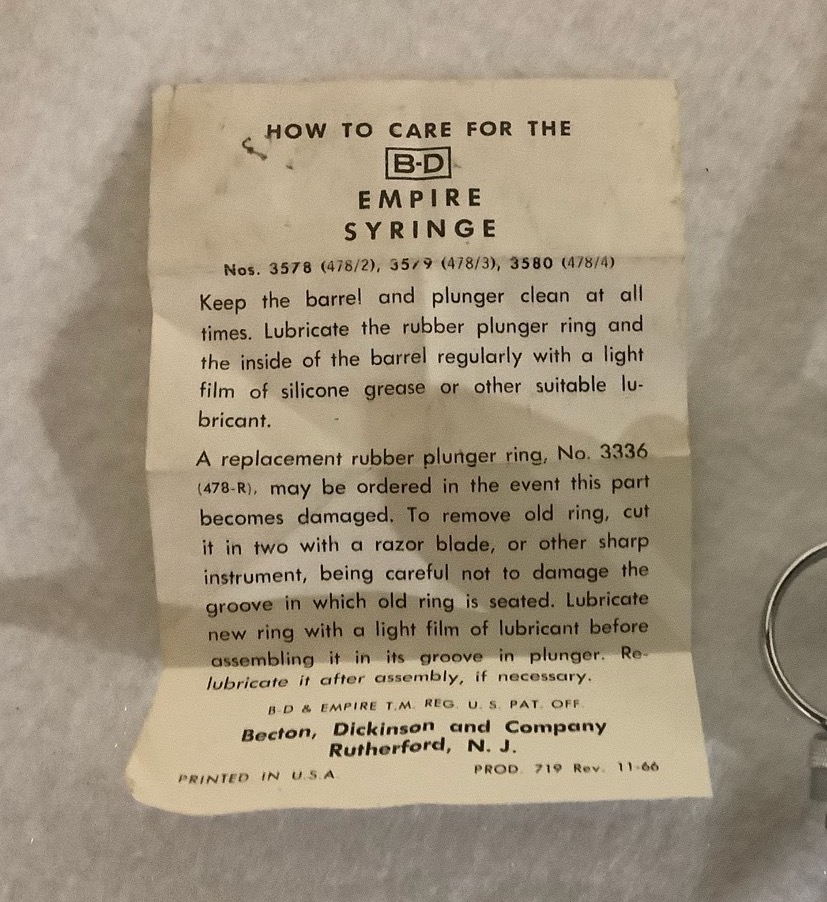 HOW TO CARE FOR THE
B-D
EMPIRE
SYRINGE
Nos. 3578 (478/2), 3579 (478/3), 3580 (478/4)
Keep the barrel and plunger clean at all
times. Lubricate the rubber plunger ring and
the inside of the barrel regularly with a light
film of silicone grease or other suitable lu-
bricant.
A replacement rubber plunger ring, No. 3336
(478-R), may be ordered in the event this part
becomes damaged. To remove old ring, cut
it in two with a razor blade, or other sharp
instrument, being careful not to damage the
groove in which old ring is seated. Lubricate
new ring with a light film of lubricant before
assembling it in its groove in plunger. Re-
lubricate it after assembly, if necessary.
B-D & EMPIRE T.M. REG. U. S. PAT. OFF.
Becton, Dickinson and Company
Rutherford, N. J.
PRINTED IN U.S.A. PROD. 719 Rev. 11-66